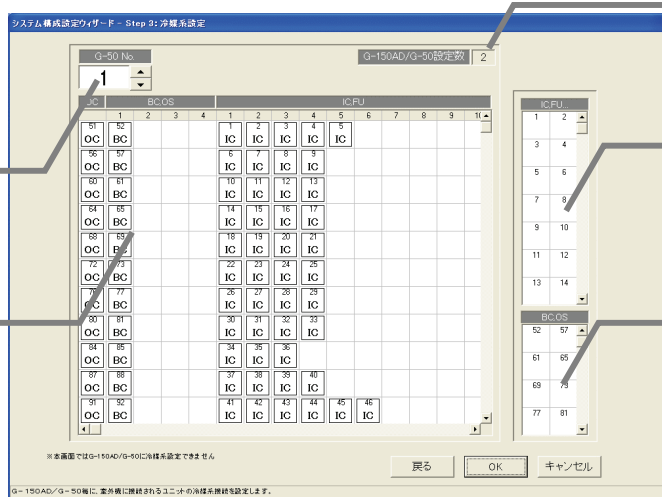 システム構成設定ウィザード - Step 3: 冷媒系設定
G-50 No.
G-150AD/G-50設定数 2
1
OC BC,OS IC,FU
1 2 3 4 1 2 3 4 5 6 7 8 9 10
51 52 1 2 3 4 5
OC BC IC IC IC IC IC
56 57 6 7 8 9
OC BC IC IC IC IC
60 61 10 11 12 13
OC BC IC IC IC IC
64 65 14 15 16 17
OC BC IC IC IC IC
68 69 18 19 20 21
OC BC IC IC IC IC
72 73 22 23 24 25
OC BC IC IC IC IC
76 77 26 27 28 29
OC BC IC IC IC IC
80 81 30 31 32 33
OC BC IC IC IC IC
84 85 34 35 36
OC BC IC IC IC
87 88 37 38 39 40
OC BC IC IC IC IC
91 92 41 42 43 44 45 46
OC BC IC IC IC IC IC IC
IC,FU...
1 2
3 4
5 6
7 8
9 10
11 12
13 14
BC,OS
52 57
61 65
69 73
77 81
※本画面ではG-150AD/G-50に冷媒系設定できません
戻る OK キャンセル
G-150AD/G-50毎に、室外機に接続されるユニットの冷媒系接続を設定します。